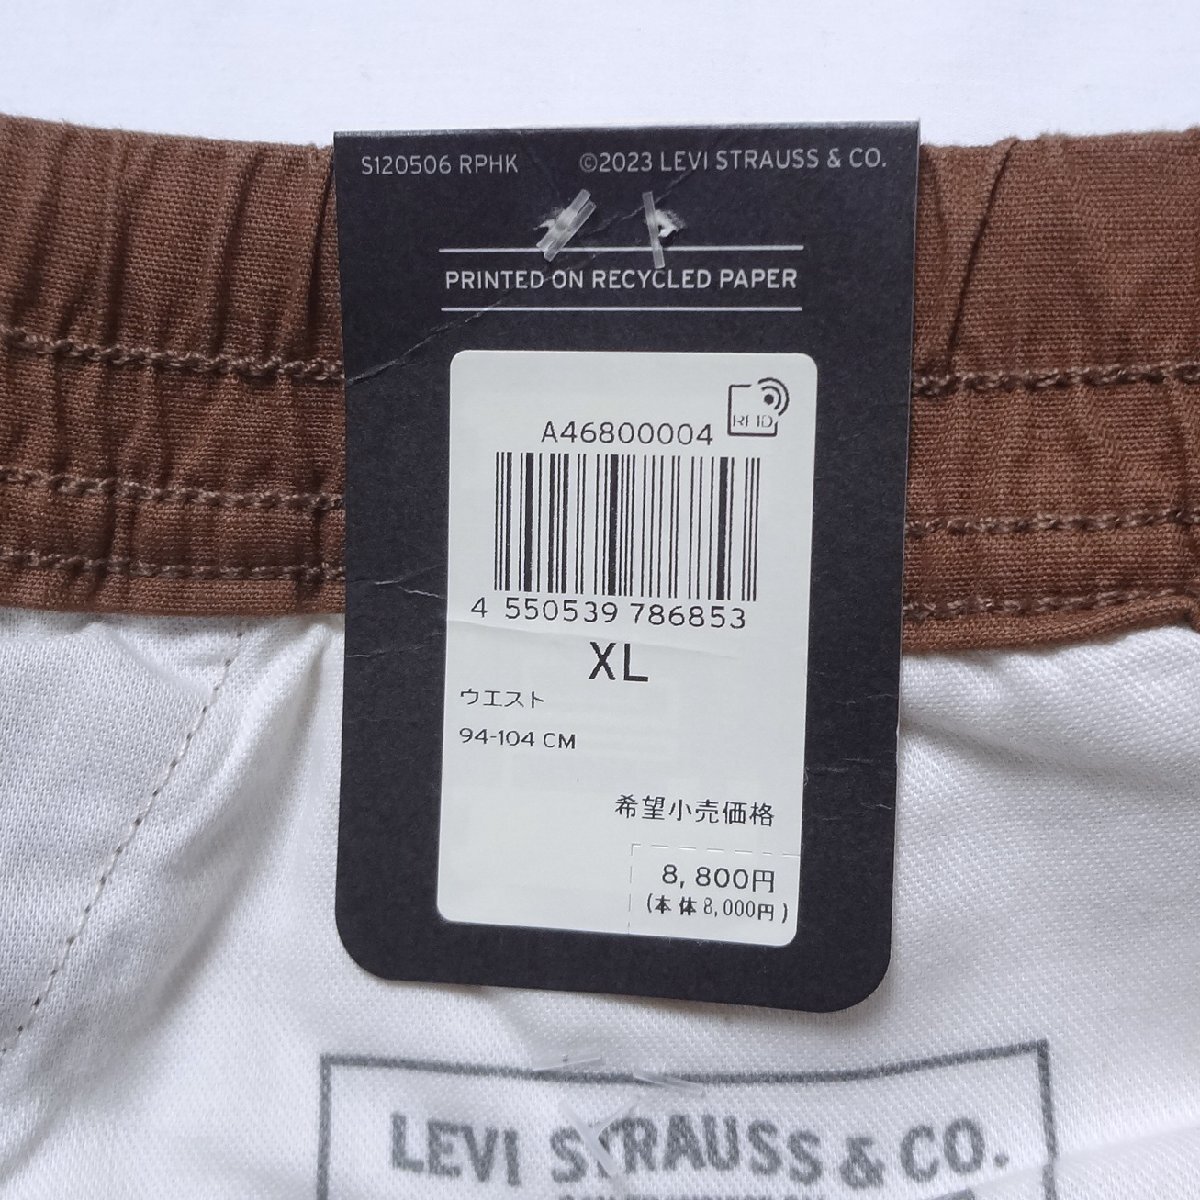 S120506 RPHK ©2023 LEVI STRAUSS & CO.
PRINTED ON RECYCLED PAPER
RFID
A46800004
4 550539 786853
XL
ウエスト
94-104 CM
希望小売価格
8,800円
(本体8,000円)
LEVI STRAUSS & CO.